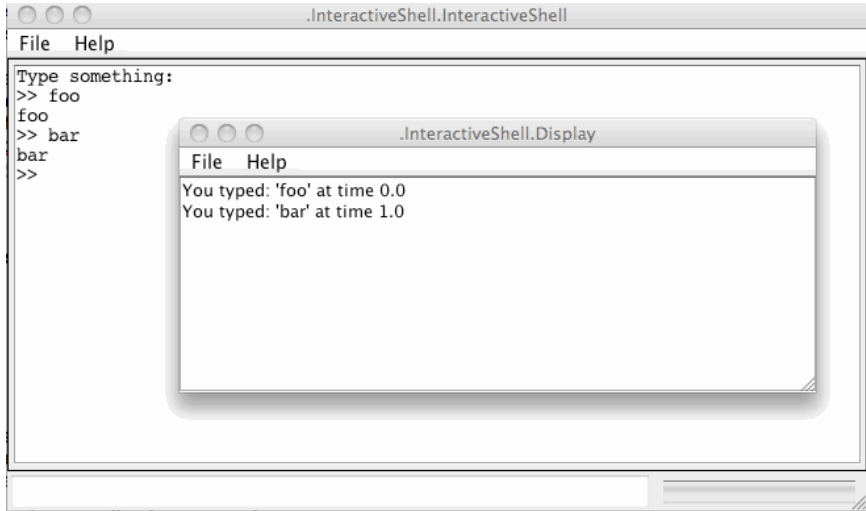 .InteractiveShell.InteractiveShell
File Help
Type something:
>> foo
foo
>> bar
bar
>>
.InteractiveShell.Display
File Help
You typed: 'foo' at time 0.0
You typed: 'bar' at time 1.0